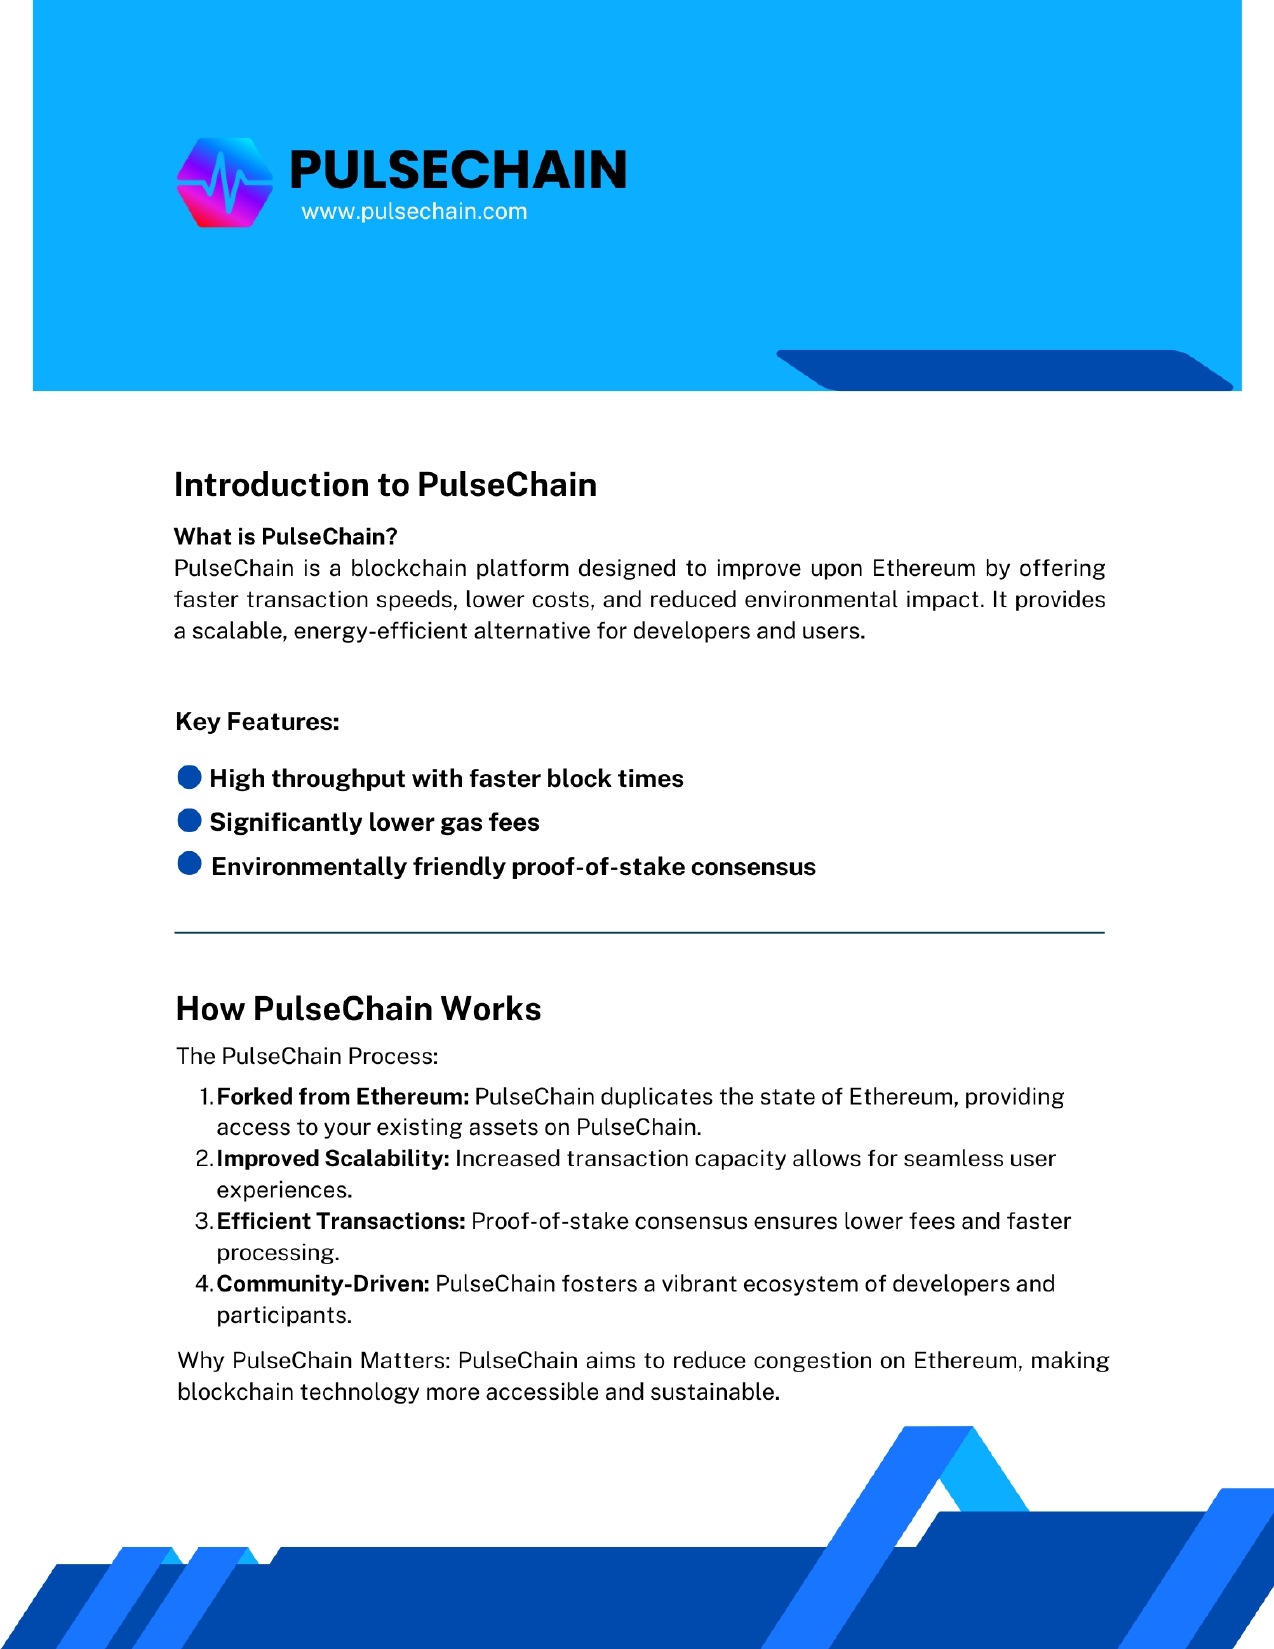 PULSECHAIN
www.pulsechain.com
Introduction to PulseChain
What is PulseChain?
PulseChain is a blockchain platform designed to improve upon Ethereum by offering
faster transaction speeds, lower costs, and reduced environmental impact. It provides
a scalable, energy-efficient alternative for developers and users.
Key Features:
High throughput with faster block times
Significantly lower gas fees
Environmentally friendly proof-of-stake consensus
How PulseChain Works
The PulseChain Process:
1. Forked from Ethereum: PulseChain duplicates the state of Ethereum, providing
access to your existing assets on PulseChain.
2. Improved Scalability: Increased transaction capacity allows for seamless user
experiences.
3. Efficient Transactions: Proof-of-stake consensus ensures lower fees and faster
processing.
4. Community-Driven: PulseChain fosters a vibrant ecosystem of developers and
participants.
Why PulseChain Matters: PulseChain aims to reduce congestion on Ethereum, making
blockchain technology more accessible and sustainable.